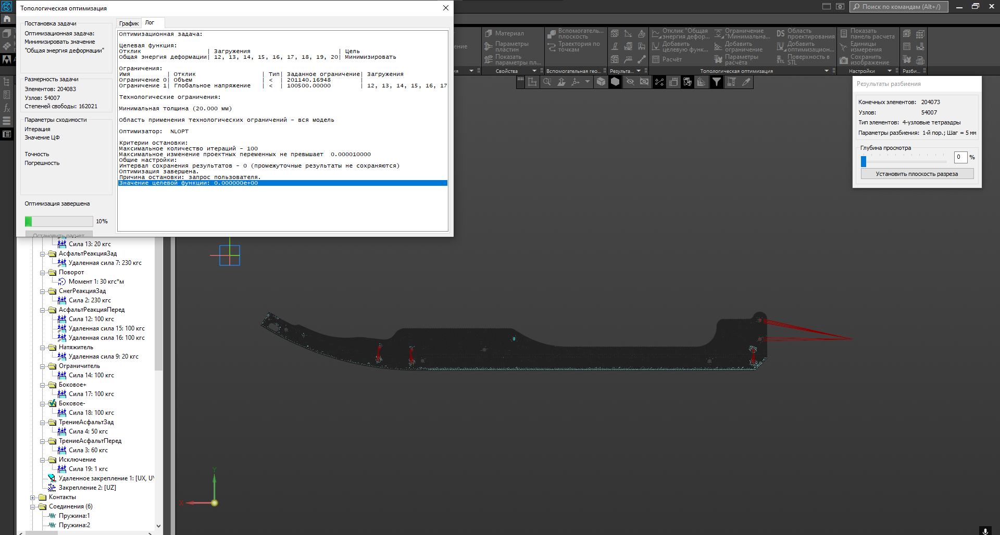 Топологическая оптимизация
Поиск по командам (Alt+/)
Постановка задачи
Оптимизационная задача:
Минимизировать значение
"Общая энергия деформации"
Размерность задачи
Элементов: 204083
Узлов: 54007
Степеней свободы: 162021
Параметры сходимости
Итерация
Значение ЦФ
Точность
Погрешность
Оптимизация завершена
10%
Остановить расчет
График
Лог
Оптимизационная задача:
Целевая функция:
Отклик | Загружения | Цель
Общая энергия деформации| 12, 13, 14, 15, 16, 17, 18, 19, 20| Минимизировать
Ограничения:
Имя | Отклик | Тип| Заданное ограничение| Загружения
Ограничение 0| Объем | < | 201140.16948 |
Ограничение 1| Глобальное напряжение | < | 100500.00000 | 12, 13, 14, 15, 16, 17
Технологические ограничения:
Минимальная толщина (20.000 мм)
Область применения технологических ограничений - вся модель
Оптимизатор: NLOPT
Критерии остановки:
Максимальное количество итераций - 100
Максимальное изменение проектных переменных не превышает 0.000010000
Общие настройки:
Интервал сохранения результатов - 0 (промежуточные результаты не сохраняются)
Оптимизация завершена.
Причина остановки: запрос пользователя.
Значение целевой функции: 0.000000e+00
Материал
Параметры пластин
Показать параметры пл...
Свойства
Вспомогатель... плоскость
Траектория по точкам
Вспомогательная гео...
Результа...
Отклик "Общая энергия дефор...
Добавить целевую функ...
Расчёт
Ограничение "Минимальна...
Добавить ограничение
Параметры расчёта
DS Область проектирования
Добавить оптимизацион...
STL Поверхность в STL
Топологическая оптимизация
Показать панель расчета
Единицы измерения
Сохранить изображение
Настройки
Разби...
Результаты разбиения
Конечных элементов: 204073
Узлов: 54007
Тип элементов: 4-узловые тетраэдры
Параметры разбиения: 1-й пор.; Шаг = 5 мм
Глубина просмотра
0 %
Установить плоскость разреза
Сила 13: 20 кгс
АсфальтРеакцияЗад
Удаленная сила 7: 230 кгс
Поворот
Момент 1: 30 кгс*м
СнегРеакцияЗад
Сила 2: 230 кгс
АсфальтРеакцияПеред
Сила 12: 100 кгс
Удаленная сила 15: 100 кгс
Удаленная сила 16: 100 кгс
Натяжитель
Удаленная сила 9: 20 кгс
Ограничитель
Сила 14: 100 кгс
Боковое+
Сила 17: 100 кгс
Боковое-
Сила 18: 100 кгс
ТрениеАсфальтЗад
Сила 4: 50 кгс
ТрениеАсфальтПеред
Сила 3: 60 кгс
Исключение
Сила 19: 1 кгс
Удаленное закрепление 1: [UX, UY
Закрепление 2: [UZ]
Контакты
Соединения (6)
Пружина:1
Пружина:2
Y
X